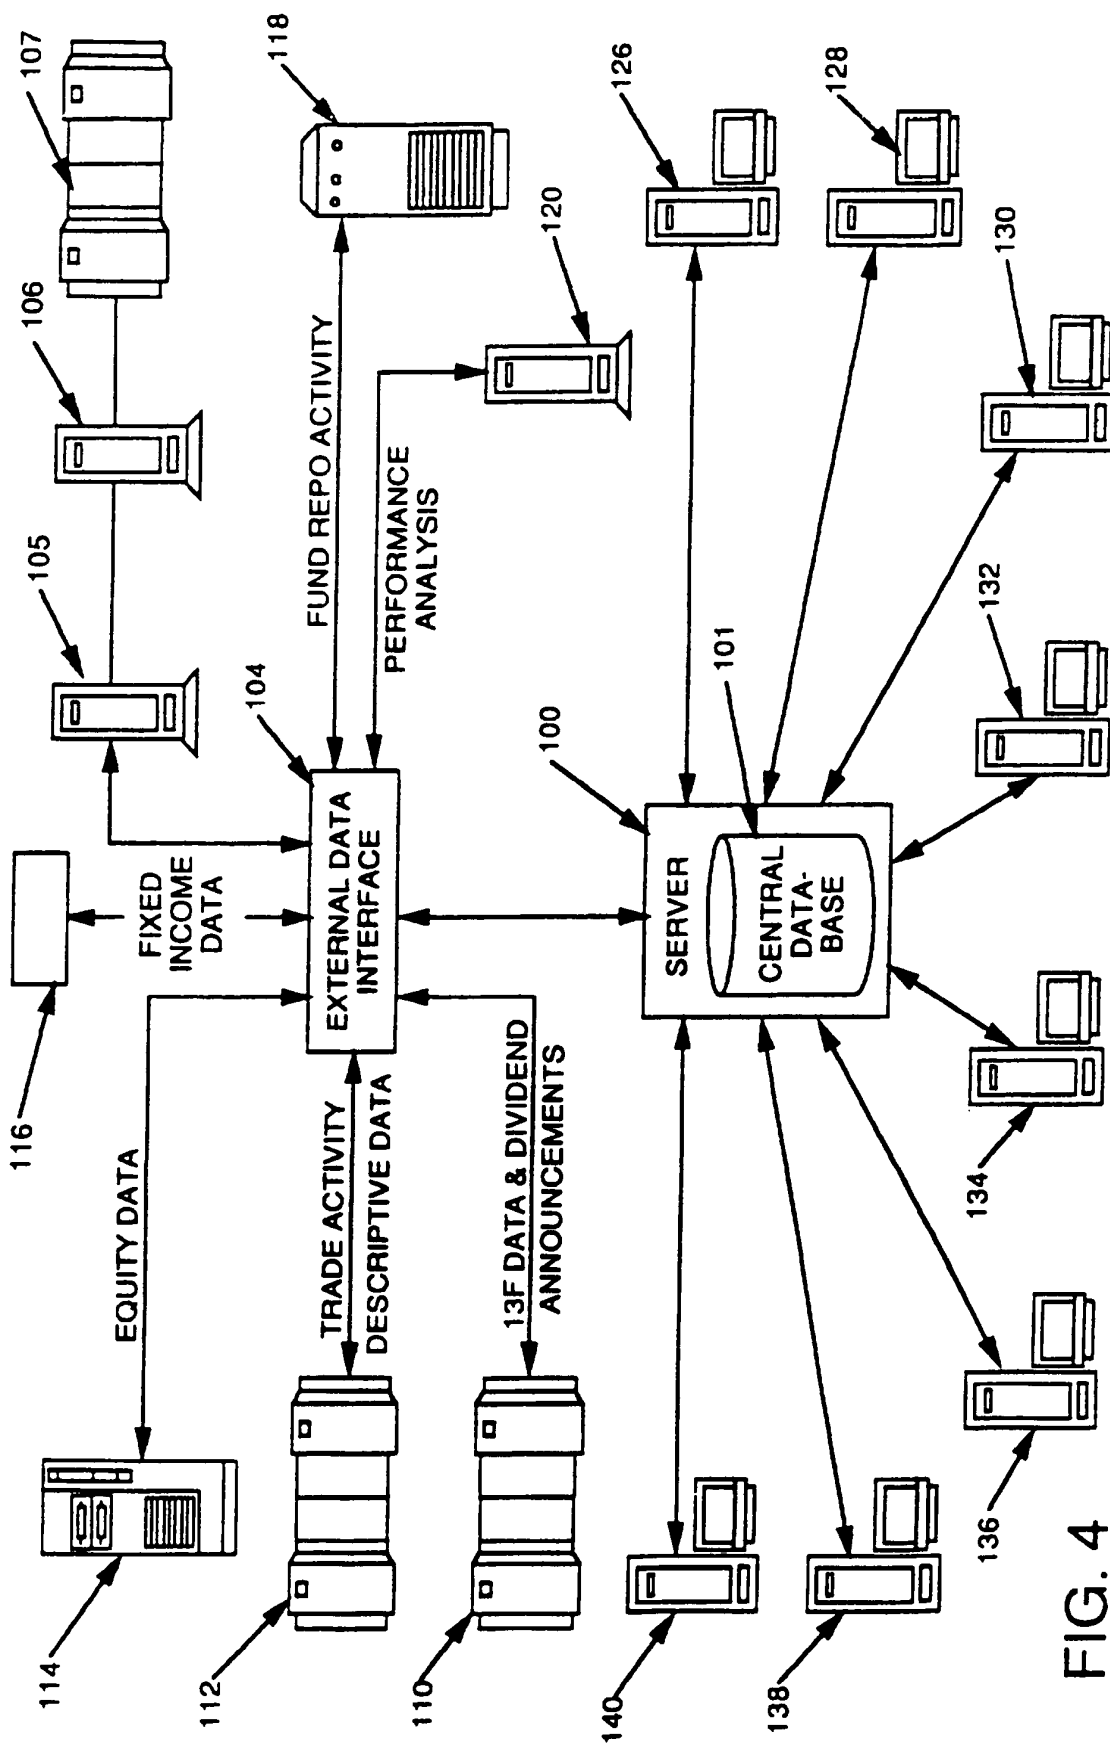 116
107
106
105
114
FIXED
INCOME
DATA
EQUITY DATA
112
104
118
EXTERNAL DATA
INTERFACE
TRADE ACTIVITY
DESCRIPTIVE DATA
FUND REPO ACTIVITY
PERFORMANCE
ANALYSIS
110
13F DATA & DIVIDEND
ANNOUNCEMENTS
120
100
126
SERVER
101
CENTRAL
DATA-
BASE
140
128
138
130
132
134
136
FIG. 4